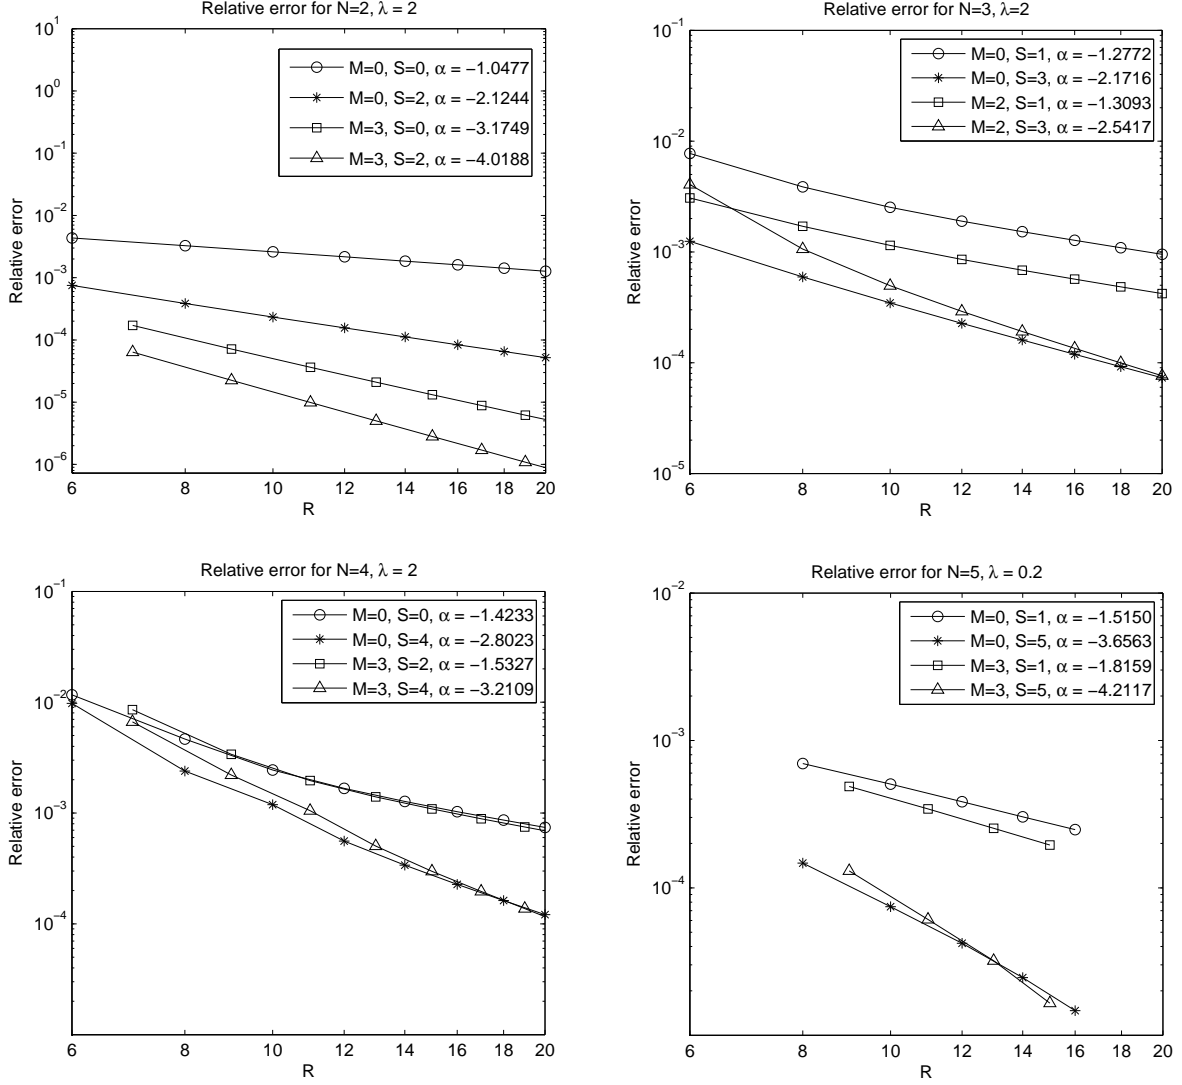 Relative error for N=2, λ = 2
10^1
10^0
10^−1
10^−2
10^−3
10^−4
10^−5
10^−6
Relative error
M=0, S=0, α = −1.0477
M=0, S=2, α = −2.1244
M=3, S=0, α = −3.1749
M=3, S=2, α = −4.0188
6 8 10 12 14 16 18 20
R
Relative error for N=3, λ=2
10^−1
10^−2
10^−3
10^−4
10^−5
Relative error
M=0, S=1, α = −1.2772
M=0, S=3, α = −2.1716
M=2, S=1, α = −1.3093
M=2, S=3, α = −2.5417
6 8 10 12 14 16 18 20
R
Relative error for N=4, λ = 2
10^−1
10^−2
10^−3
10^−4
Relative error
M=0, S=0, α = −1.4233
M=0, S=4, α = −2.8023
M=3, S=2, α = −1.5327
M=3, S=4, α = −3.2109
6 8 10 12 14 16 18 20
R
Relative error for N=5, λ = 0.2
10^−2
10^−3
10^−4
Relative error
M=0, S=1, α = −1.5150
M=0, S=5, α = −3.6563
M=3, S=1, α = −1.8159
M=3, S=5, α = −4.2117
6 8 10 12 14 16 18 20
R